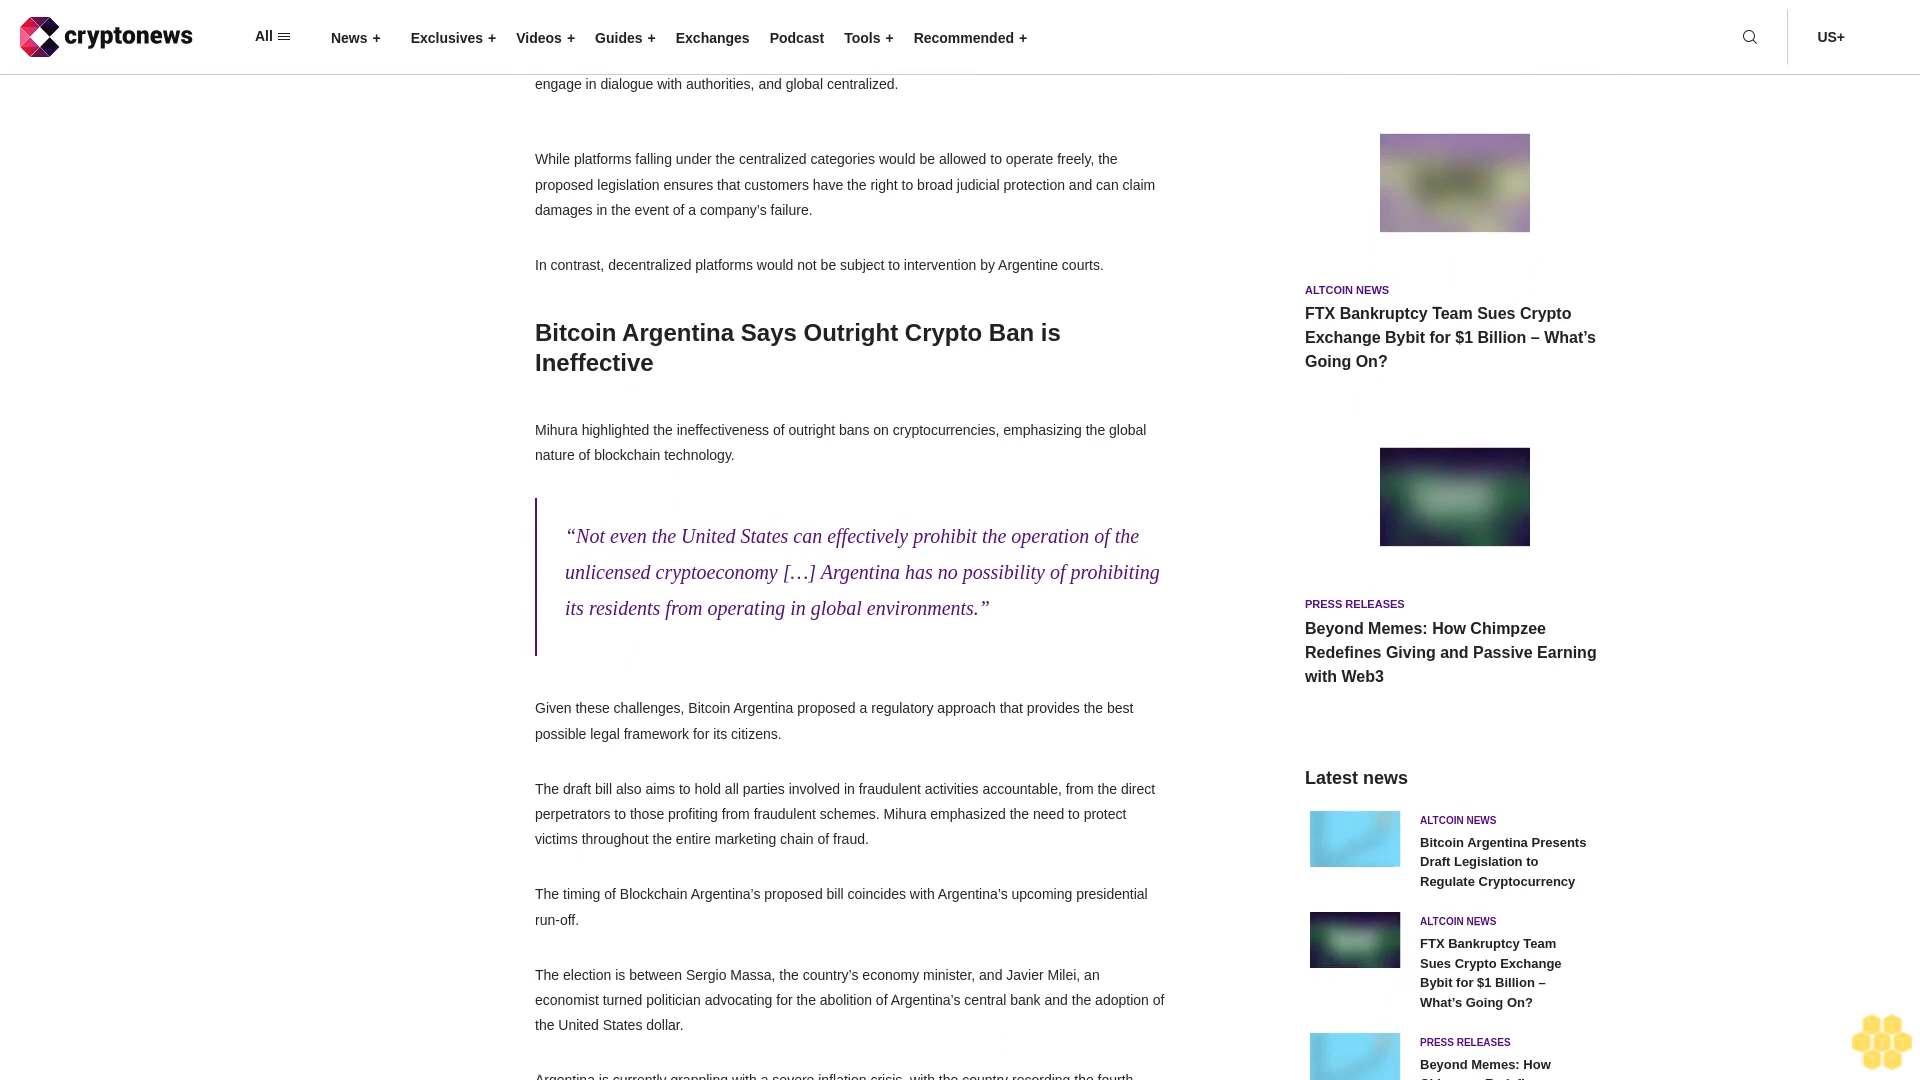 cryptonews
All
News +
Exclusives +
Videos +
Guides +
Exchanges
Podcast
Tools +
Recommended +
US+
engage in dialogue with authorities, and global centralized.
While platforms falling under the centralized categories would be allowed to operate freely, the
proposed legislation ensures that customers have the right to broad judicial protection and can claim
damages in the event of a company’s failure.
In contrast, decentralized platforms would not be subject to intervention by Argentine courts.
Bitcoin Argentina Says Outright Crypto Ban is
Ineffective
Mihura highlighted the ineffectiveness of outright bans on cryptocurrencies, emphasizing the global
nature of blockchain technology.
“Not even the United States can effectively prohibit the operation of the
unlicensed cryptoeconomy […] Argentina has no possibility of prohibiting
its residents from operating in global environments.”
Given these challenges, Bitcoin Argentina proposed a regulatory approach that provides the best
possible legal framework for its citizens.
The draft bill also aims to hold all parties involved in fraudulent activities accountable, from the direct
perpetrators to those profiting from fraudulent schemes. Mihura emphasized the need to protect
victims throughout the entire marketing chain of fraud.
The timing of Blockchain Argentina’s proposed bill coincides with Argentina’s upcoming presidential
run-off.
The election is between Sergio Massa, the country’s economy minister, and Javier Milei, an
economist turned politician advocating for the abolition of Argentina’s central bank and the adoption of
the United States dollar.
Argentina is currently grappling with a severe inflation crisis, with the country recording the fourth
ALTCOIN NEWS
FTX Bankruptcy Team Sues Crypto
Exchange Bybit for $1 Billion – What’s
Going On?
PRESS RELEASES
Beyond Memes: How Chimpzee
Redefines Giving and Passive Earning
with Web3
Latest news
ALTCOIN NEWS
Bitcoin Argentina Presents
Draft Legislation to
Regulate Cryptocurrency
ALTCOIN NEWS
FTX Bankruptcy Team
Sues Crypto Exchange
Bybit for $1 Billion –
What’s Going On?
PRESS RELEASES
Beyond Memes: How